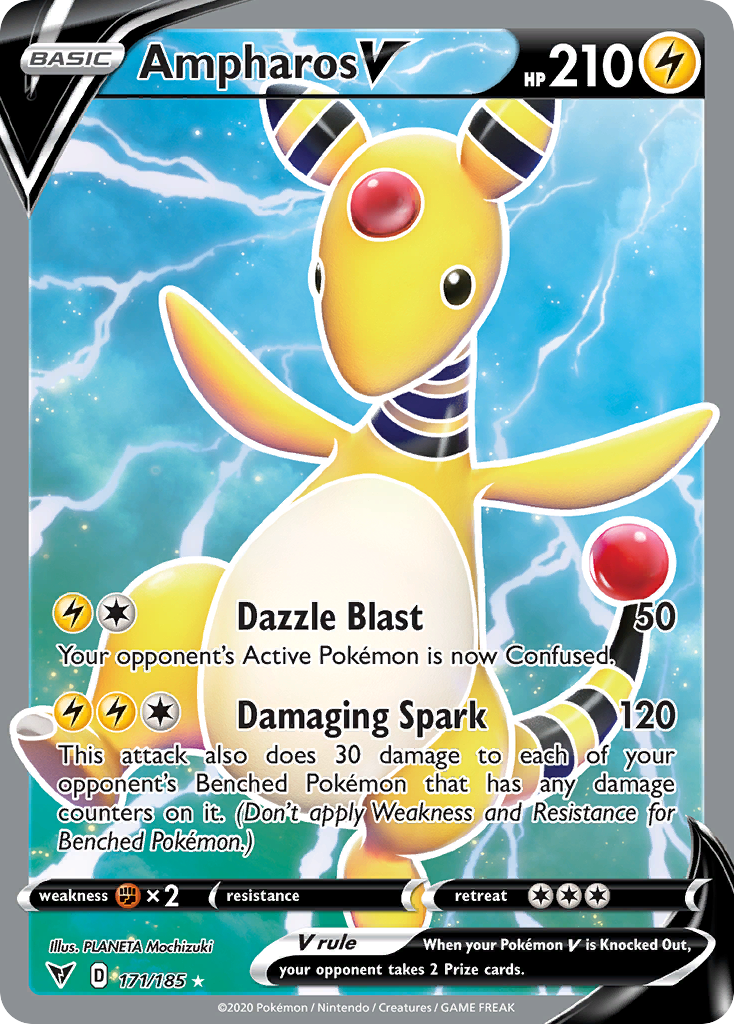 BASIC
Ampharos V
HP 210
Dazzle Blast 50
Your opponent's Active Pokémon is now Confused.
Damaging Spark 120
This attack also does 30 damage to each of your
opponent's Benched Pokémon that has any damage
counters on it. (Don't apply Weakness and Resistance for
Benched Pokémon.)
weakness ×2 resistance retreat
Illus. PLANETA Mochizuki
V rule When your Pokémon V is Knocked Out,
your opponent takes 2 Prize cards.
D 171/185
©2020 Pokémon / Nintendo / Creatures / GAME FREAK